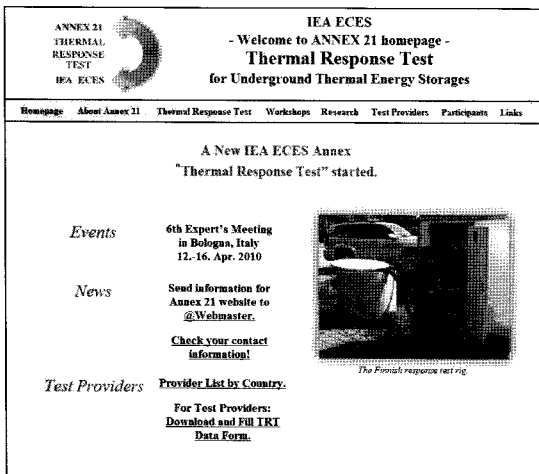 ANNEX 21
THERMAL
RESPONSE
TEST
IEA ECES
IEA ECES
- Welcome to ANNEX 21 homepage -
Thermal Response Test
for Underground Thermal Energy Storages
Homepage About Annex 21 Thermal Response Test Workshops Research Test Providers Participants Links
A New IEA ECES Annex
"Thermal Response Test" started.
Events
6th Expert's Meeting
in Bologna, Italy
12.-16. Apr. 2010
News
Send information for
Annex 21 website to
@Webmaster.
Check your contact
information!
The Finnish response test rig.
Test Providers
Provider List by Country.
For Test Providers:
Download and Fill TRT
Data Form.